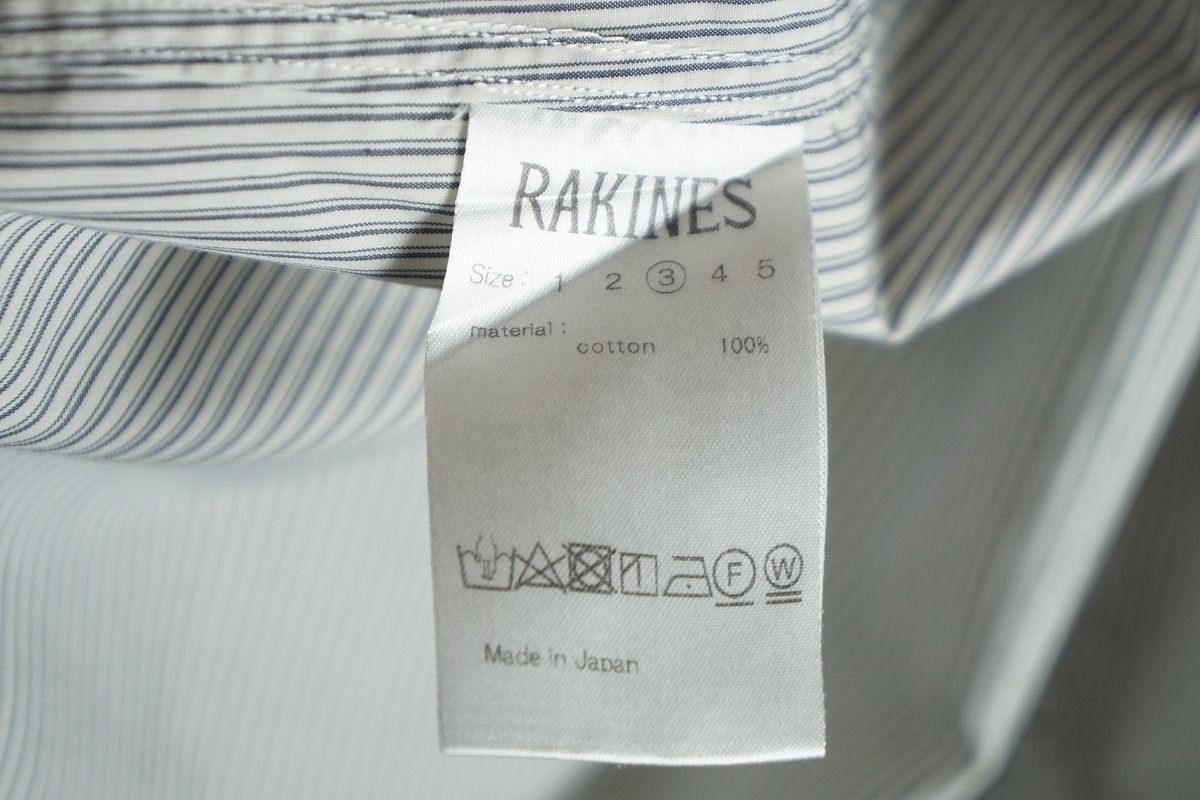 RAKINES
Size: 1 2 3 4 5
material:
cotton 100%
F W
Made in Japan